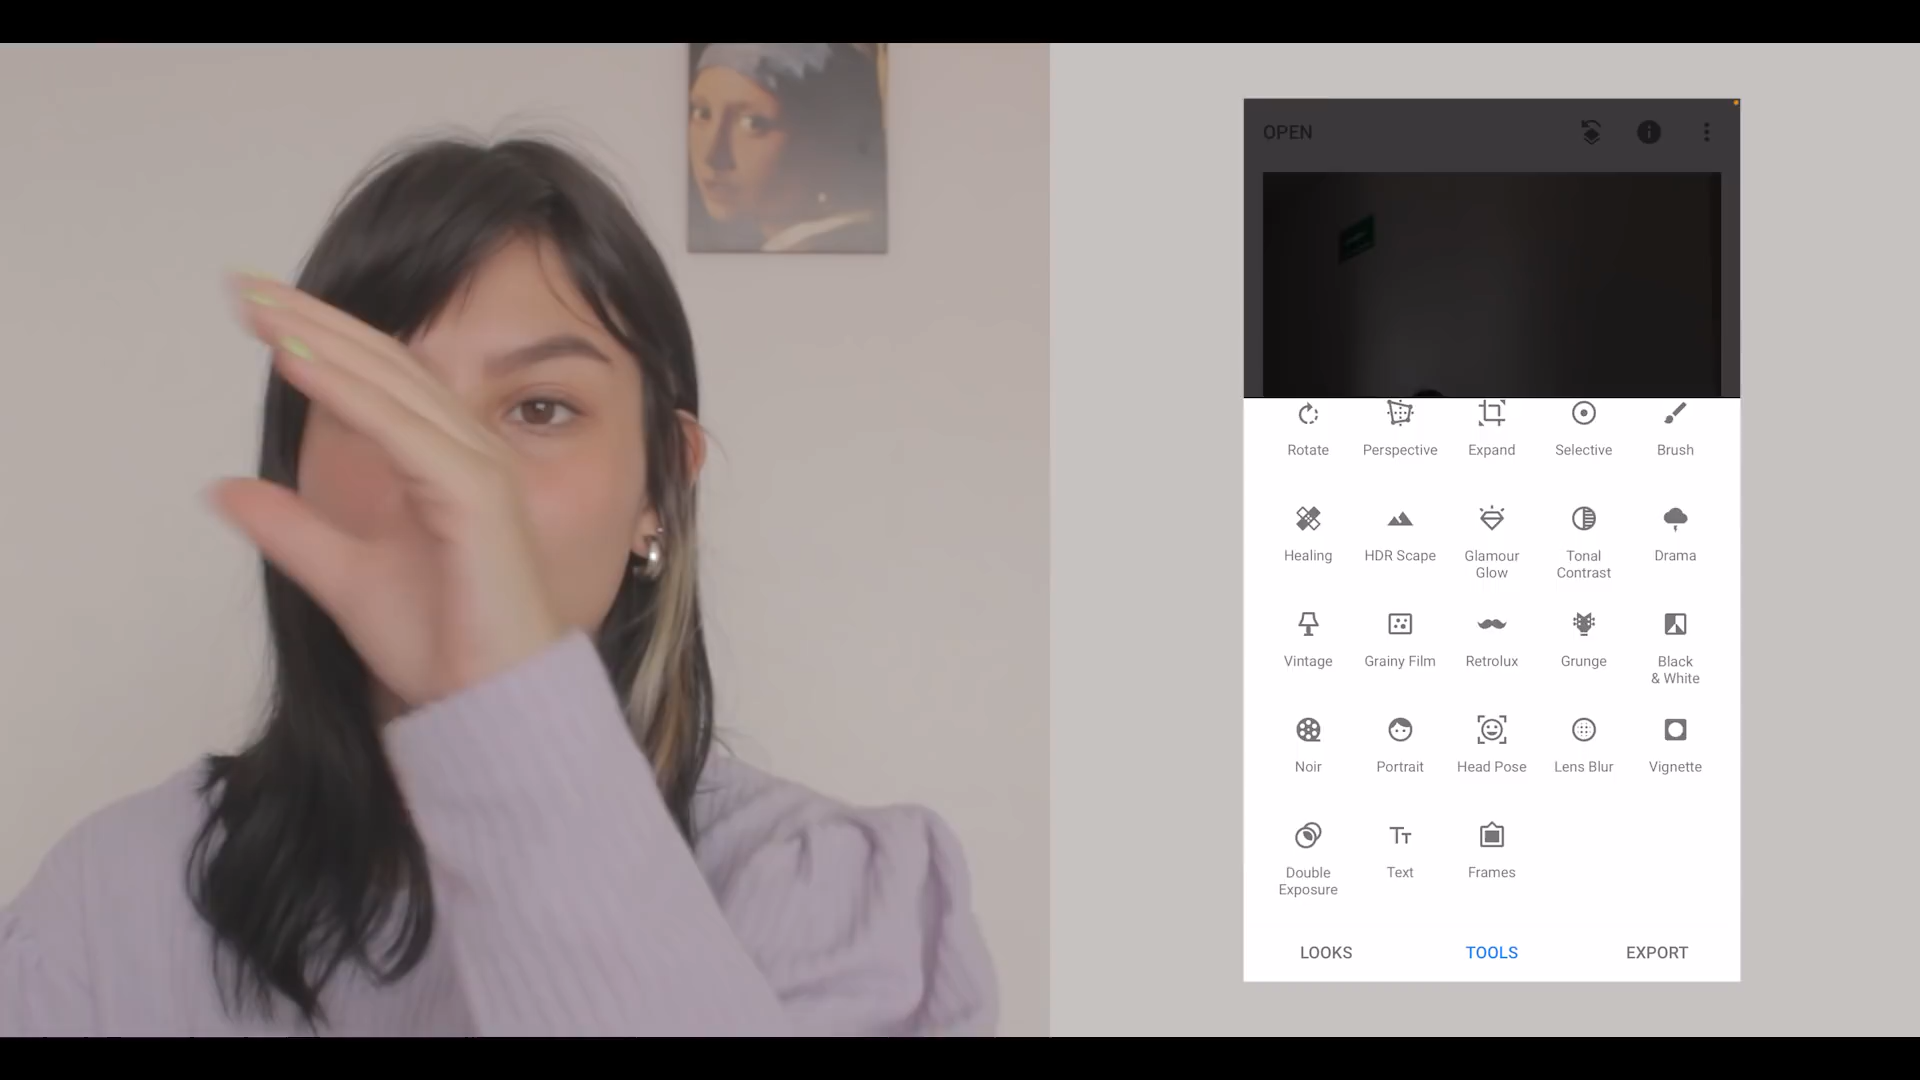 OPEN
Rotate
Perspective
Expand
Selective
Brush
Healing
HDR Scape
Glamour
Glow
Tonal
Contrast
Drama
Vintage
Grainy Film
Retrolux
Grunge
Black
& White
Noir
Portrait
Head Pose
Lens Blur
Vignette
Double
Exposure
Text
Frames
LOOKS
TOOLS
EXPORT